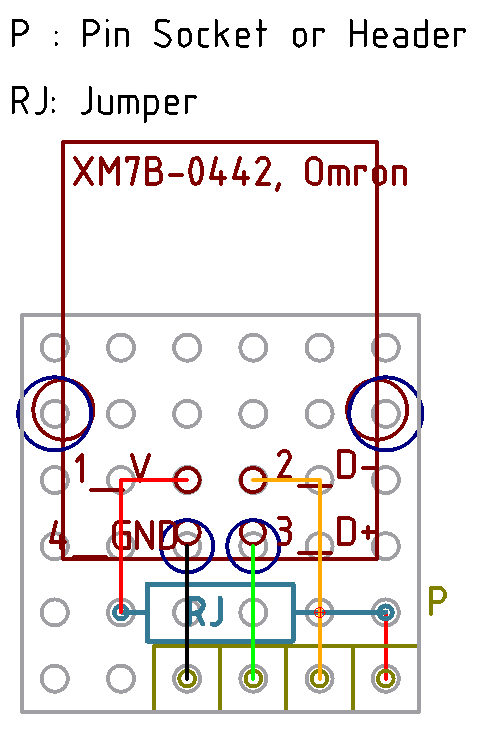 P : Pin Socket or Header
RJ: Jumper
XM7B-0442, Omron
1_V 2_D-
4_GND 3_D+
RJ P